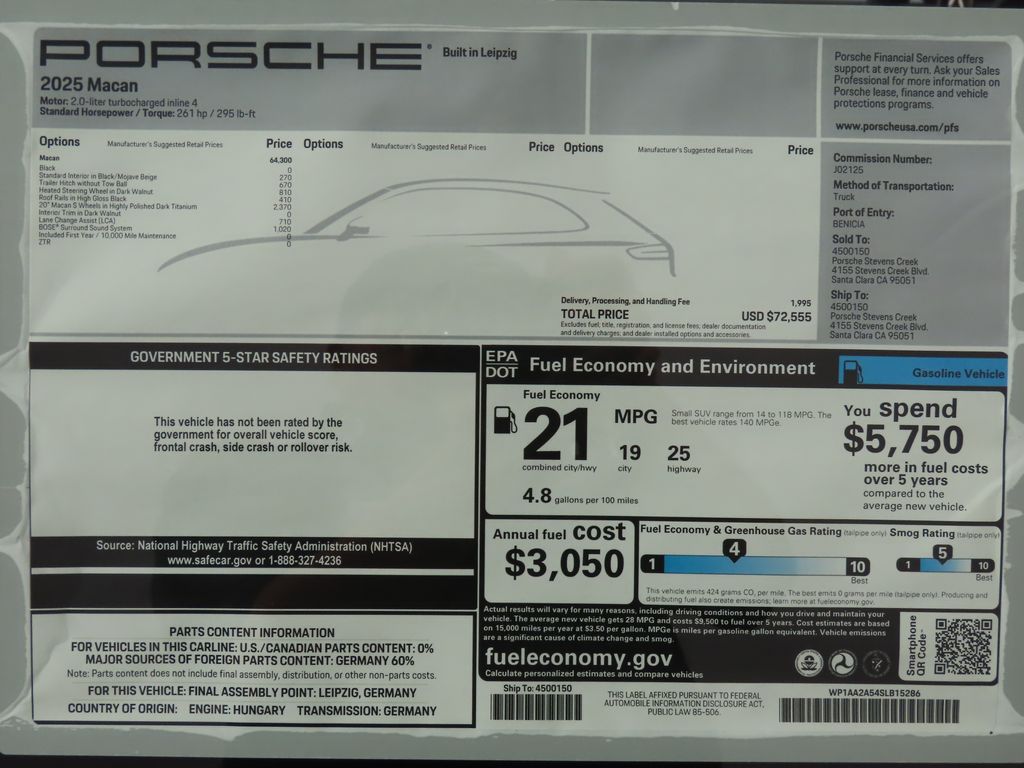 PORSCHE® Built in Leipzig
2025 Macan
Motor: 2.0-liter turbocharged inline 4
Standard Horsepower / Torque: 261 hp / 295 lb-ft
Porsche Financial Services offers
support at every turn. Ask your Sales
Professional for more information on
Porsche lease, finance and vehicle
protections programs.
www.porscheusa.com/pfs
Options Manufacturer's Suggested Retail Prices Price Options Manufacturer's Suggested Retail Prices Price Options Manufacturer's Suggested Retail Prices Price
Macan 64,300
Black 0
Standard Interior in Black/Mojave Beige 270
Trailer Hitch without Tow Ball 670
Heated Steering Wheel in Dark Walnut 810
Roof Rails in High Gloss Black 410
20" Macan S Wheels in Highly Polished Dark Titanium 2,370
Interior Trim in Dark Walnut 0
Lane Change Assist (LCA) 710
BOSE® Surround Sound System 1,020
Included First Year / 10,000 Mile Maintenance 0
ZTR 0
Delivery, Processing, and Handling Fee 1,995
TOTAL PRICE USD $72,555
Excludes fuel, title, registration, and license fees, dealer documentation
and delivery charges; and dealer installed options and accessories.
Commission Number:
J02125
Method of Transportation:
Truck
Port of Entry:
BENICIA
Sold To:
4500150
Porsche Stevens Creek
4155 Stevens Creek Blvd.
Santa Clara CA 95051
Ship To:
4500150
Porsche Stevens Creek
4155 Stevens Creek Blvd.
Santa Clara CA 95051
GOVERNMENT 5-STAR SAFETY RATINGS
This vehicle has not been rated by the
government for overall vehicle score,
frontal crash, side crash or rollover risk.
Source: National Highway Traffic Safety Administration (NHTSA)
www.safecar.gov or 1-888-327-4236
PARTS CONTENT INFORMATION
FOR VEHICLES IN THIS CARLINE: U.S./CANADIAN PARTS CONTENT: 0%
MAJOR SOURCES OF FOREIGN PARTS CONTENT: GERMANY 60%
Note: Parts content does not include final assembly, distribution, or other non-parts costs.
FOR THIS VEHICLE: FINAL ASSEMBLY POINT: LEIPZIG, GERMANY
COUNTRY OF ORIGIN: ENGINE: HUNGARY TRANSMISSION: GERMANY
EPA
DOT
Fuel Economy and Environment
Gasoline Vehicle
Fuel Economy
21 MPG
combined city/hwy
19 city
25 highway
4.8 gallons per 100 miles
Small SUV range from 14 to 118 MPG. The
best vehicle rates 140 MPGe.
You spend
$5,750
more in fuel costs
over 5 years
compared to the
average new vehicle.
Annual fuel cost
$3,050
Fuel Economy & Greenhouse Gas Rating (tailpipe only)
1 4 10
Best
Smog Rating (tailpipe only)
1 5 10
Best
This vehicle emits 424 grams CO₂ per mile. The best emits 0 grams per mile (tailpipe only). Producing and
distributing fuel also create emissions; learn more at fueleconomy.gov.
Actual results will vary for many reasons, including driving conditions and how you drive and maintain your
vehicle. The average new vehicle gets 28 MPG and costs $9,500 to fuel over 5 years. Cost estimates are based
on 15,000 miles per year at $3.50 per gallon. MPGe is miles per gasoline gallon equivalent. Vehicle emissions
are a significant cause of climate change and smog.
fueleconomy.gov
Calculate personalized estimates and compare vehicles
Smartphone
QR Code™
Ship To: 4500150
THIS LABEL AFFIXED PURSUANT TO FEDERAL
AUTOMOBILE INFORMATION DISCLOSURE ACT,
PUBLIC LAW 85-506.
WP1AA2A54SLB15286